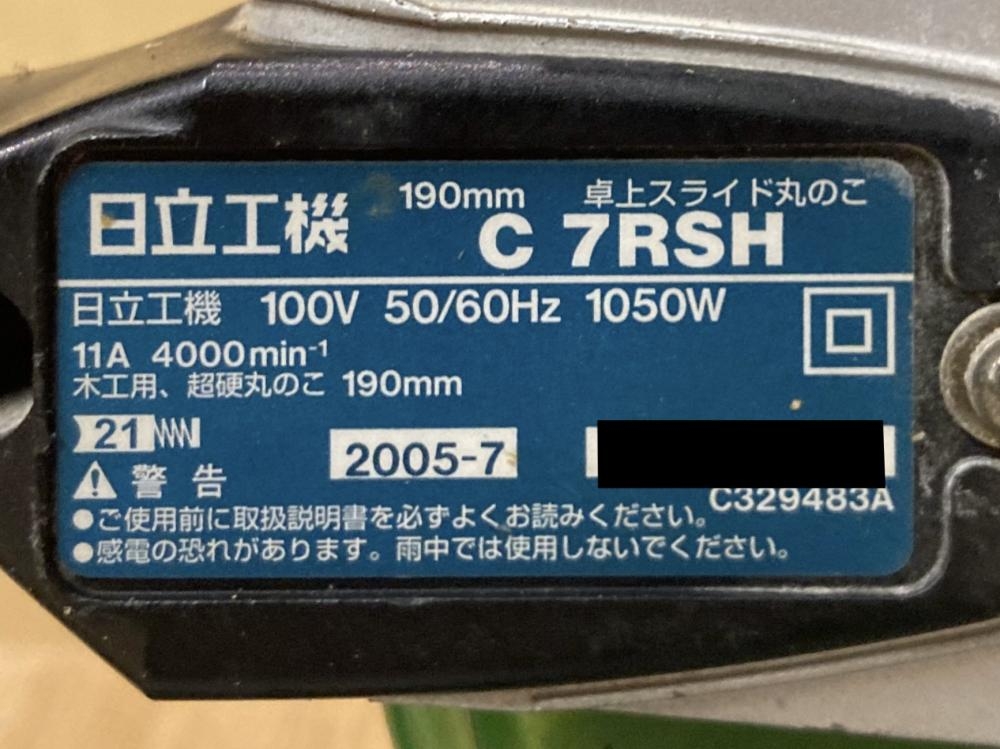 190mm 卓上スライド丸のこ
日立工機 C 7RSH
日立工機 100V 50/60Hz 1050W
11A 4000min⁻¹
木工用、超硬丸のこ 190mm
21
2005-7
C329483A
⚠警告
●ご使用前に取扱説明書を必ずよくお読みください。
●感電の恐れがあります。雨中では使用しないでください。